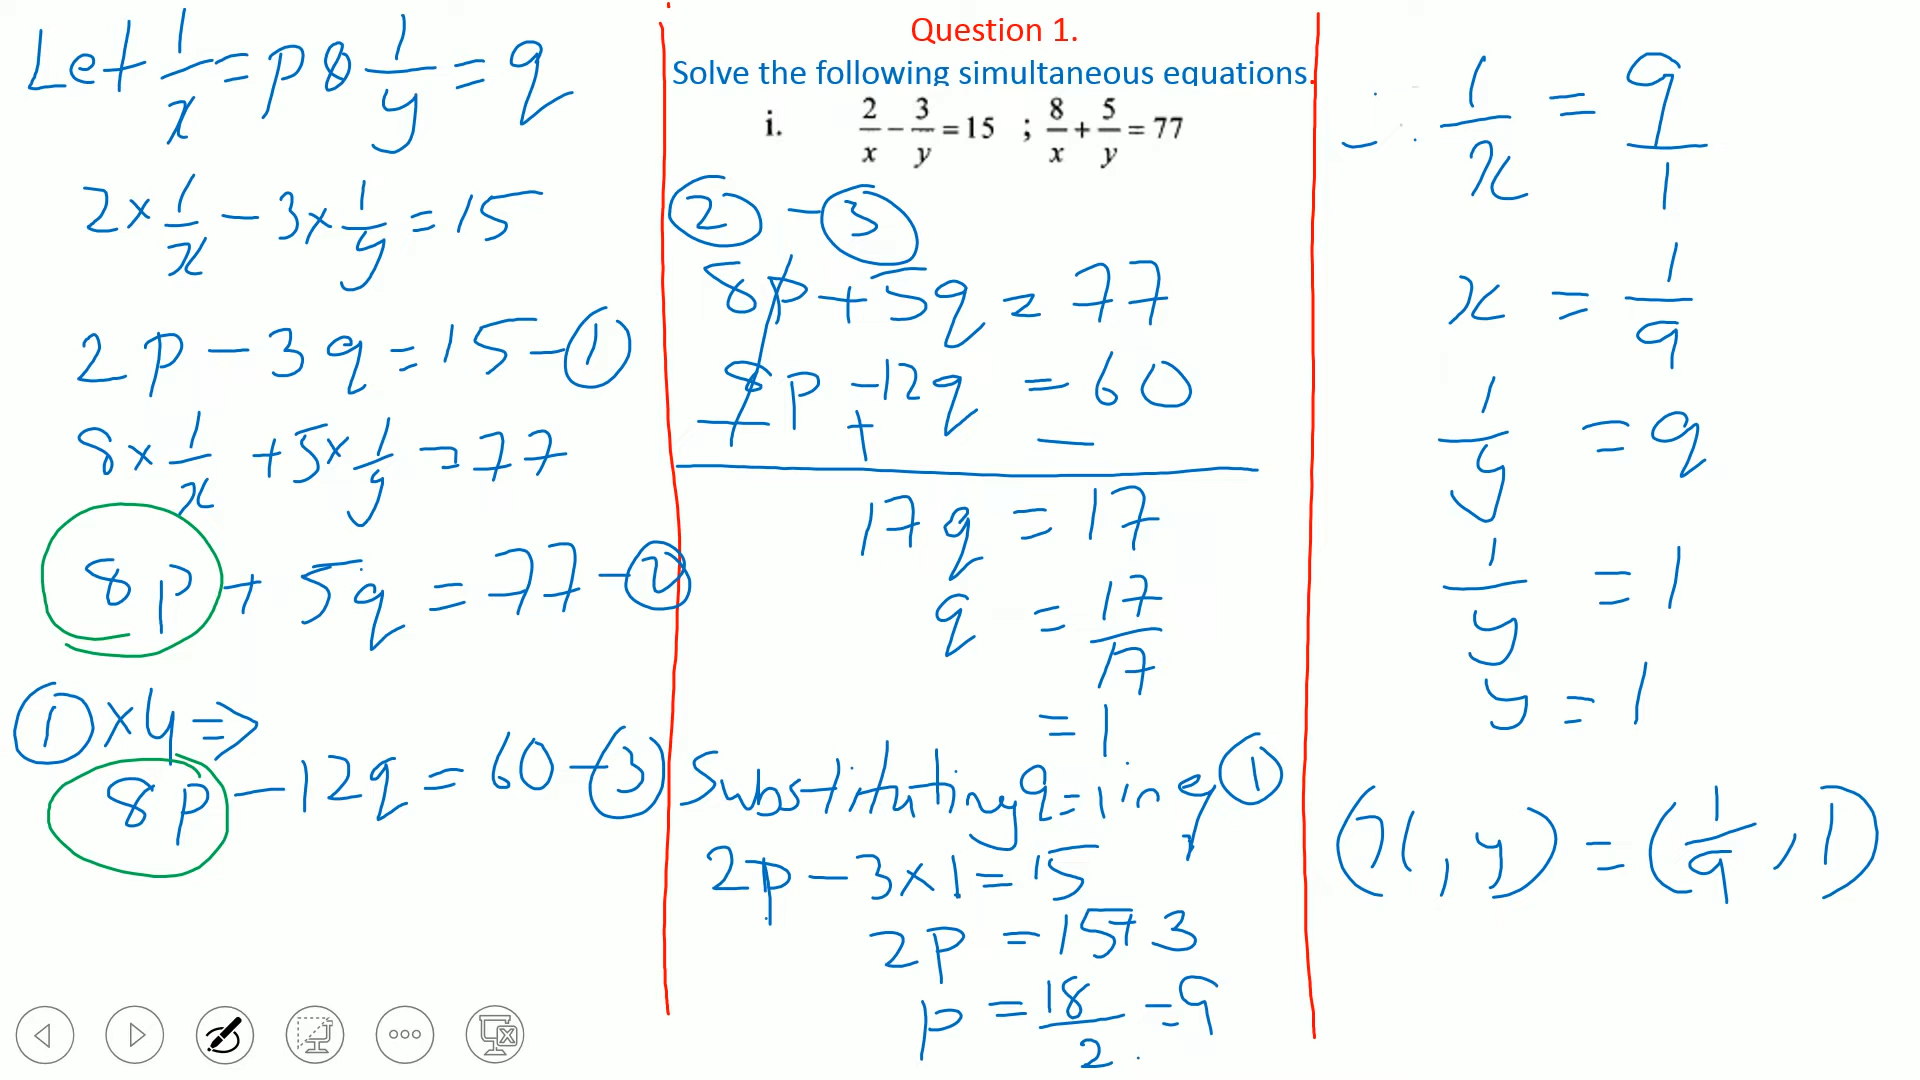 Let 1/x = p & 1/y = q
2 × 1/x − 3 × 1/y = 15
2p − 3q = 15 − ①
8 × 1/x + 5 × 1/y = 77
8p + 5q = 77 − ②
① × 4 ⇒
8p − 12q = 60 − ③
Question 1.
Solve the following simultaneous equations.
i. 2/x − 3/y = 15 ; 8/x + 5/y = 77
② − ③
8p + 5q = 77
8p − 12q = 60
− + −
17q = 17
q = 17/17
= 1
Substituting q = 1 in eq ①
2p − 3 × 1 = 15
2p = 15 + 3
p = 18/2 = 9
∴ 1/x = 9/1
x = 1/9
1/y = q
1/y = 1
y = 1
(x, y) = (1/9, 1)